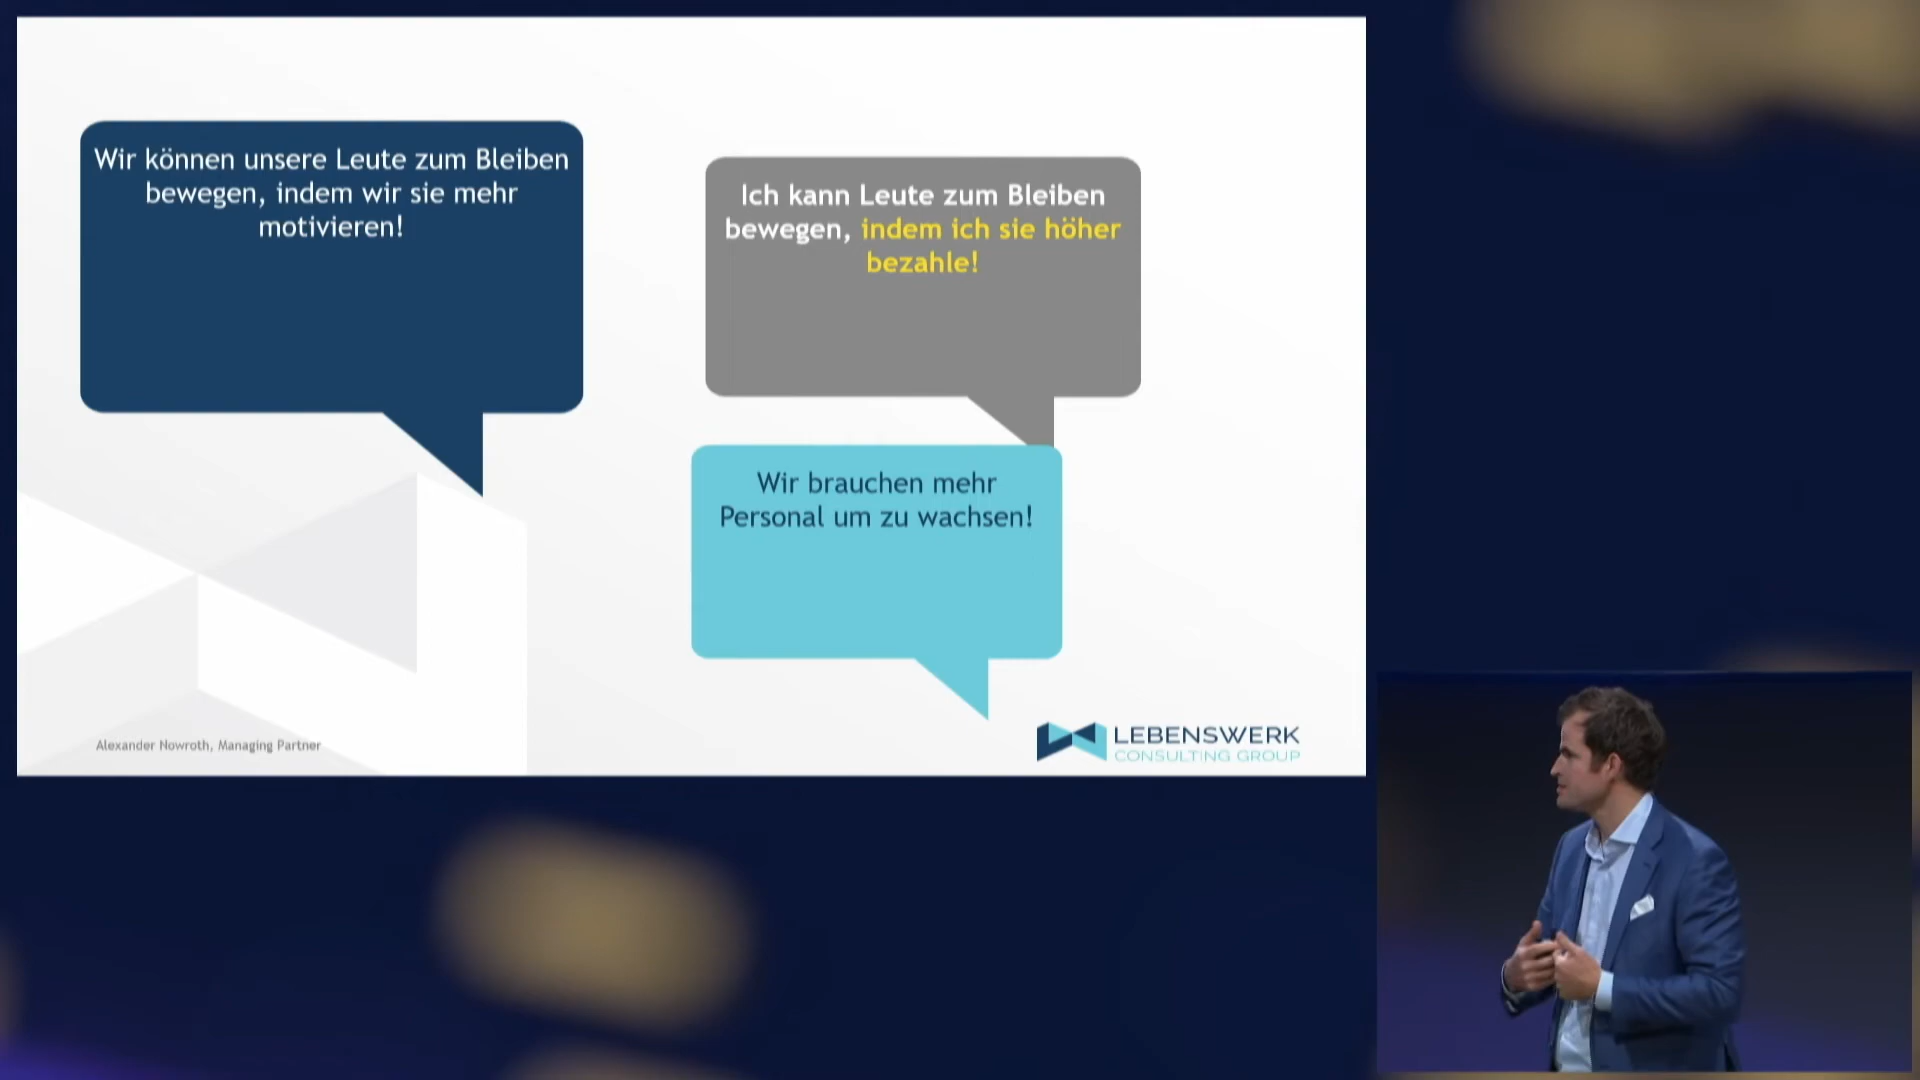 Wir können unsere Leute zum Bleiben
bewegen, indem wir sie mehr
motivieren!
Ich kann Leute zum Bleiben
bewegen, indem ich sie höher
bezahle!
Wir brauchen mehr
Personal um zu wachsen!
Alexander Nowroth, Managing Partner
LEBENSWERK
CONSULTING GROUP